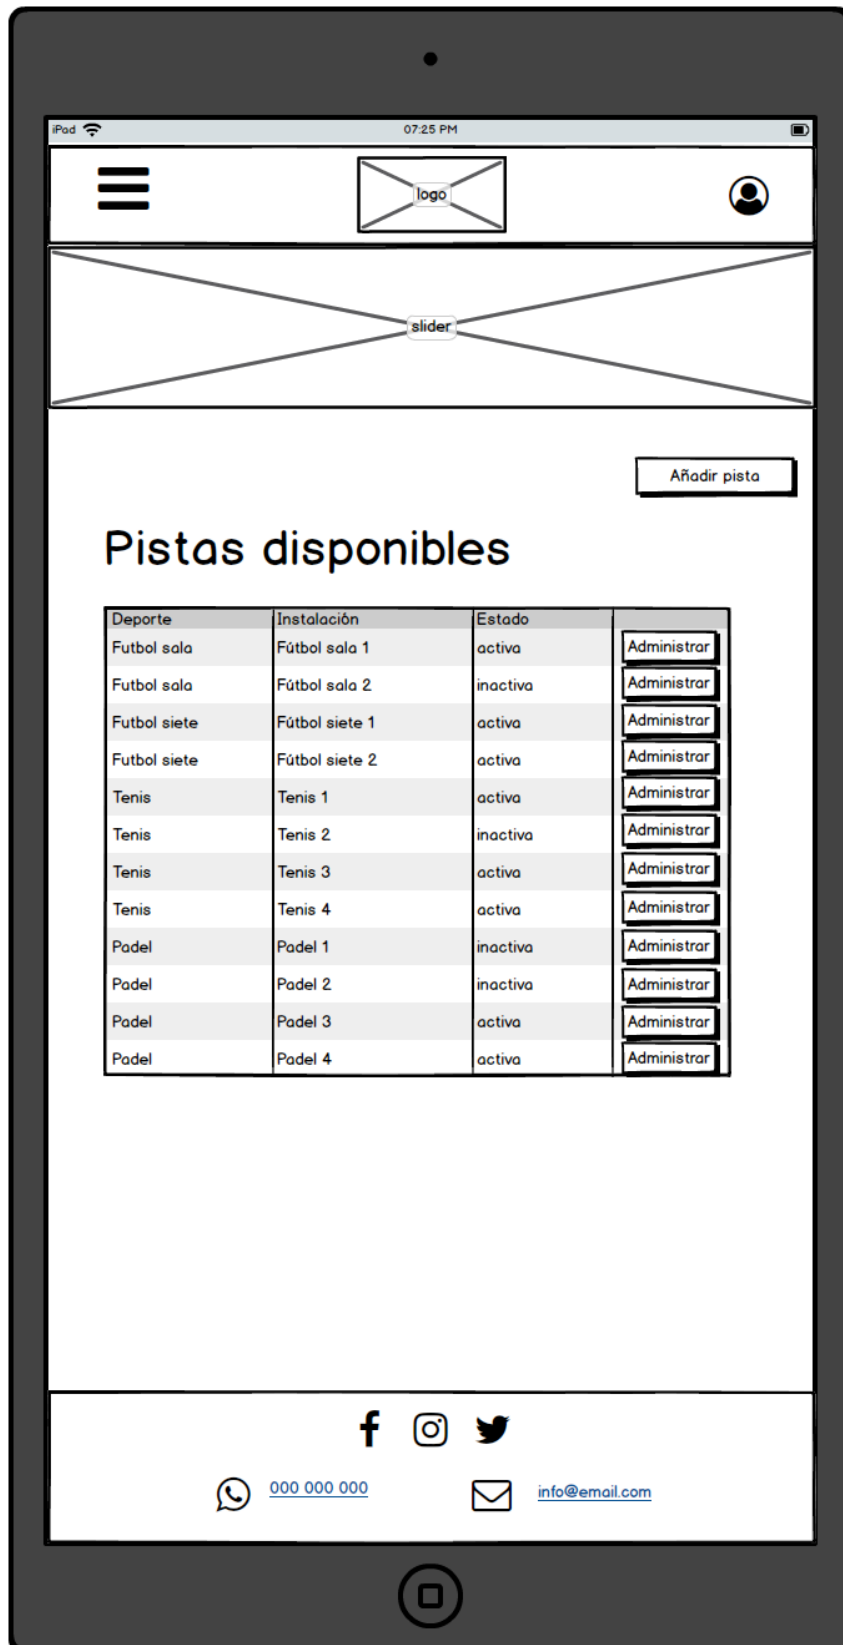 iPad 07:25 PM
logo
slider
Añadir pista
Pistas disponibles
Deporte Instalación Estado
Futbol sala Fútbol sala 1 activa Administrar
Futbol sala Fútbol sala 2 inactiva Administrar
Futbol siete Fútbol siete 1 activa Administrar
Futbol siete Fútbol siete 2 activa Administrar
Tenis Tenis 1 activa Administrar
Tenis Tenis 2 inactiva Administrar
Tenis Tenis 3 activa Administrar
Tenis Tenis 4 activa Administrar
Padel Padel 1 inactiva Administrar
Padel Padel 2 inactiva Administrar
Padel Padel 3 activa Administrar
Padel Padel 4 activa Administrar
000 000 000 info@email.com